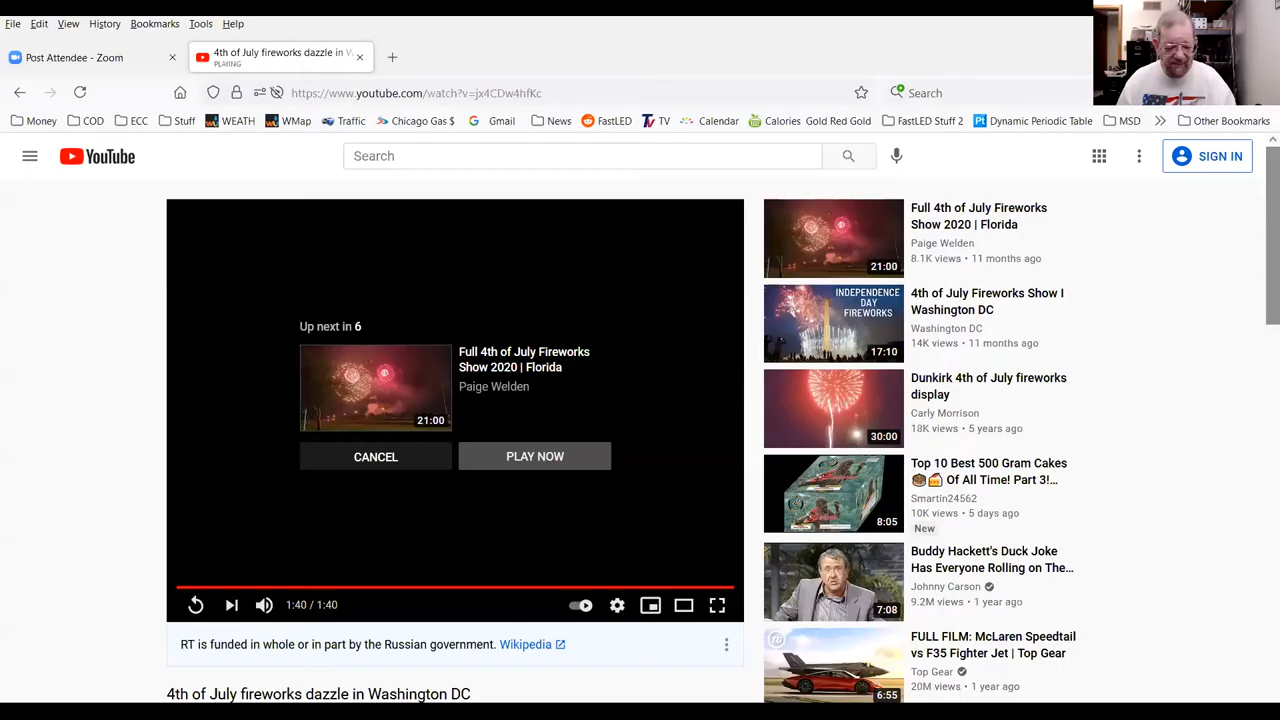 File Edit View History Bookmarks Tools Help
Post Attendee - Zoom
4th of July fireworks dazzle in W
PLAYING
https://www.youtube.com/watch?v=jx4CDw4hfKc
Search
Money COD ECC Stuff WEATH WMap Traffic Chicago Gas $ Gmail News FastLED TV Calendar Calories Gold Red Gold FastLED Stuff 2 Dynamic Periodic Table MSD Other Bookmarks
YouTube
Search
SIGN IN
Up next in 6
Full 4th of July Fireworks
Show 2020 | Florida
Paige Welden
21:00
CANCEL
PLAY NOW
1:40 / 1:40
RT is funded in whole or in part by the Russian government. Wikipedia
4th of July fireworks dazzle in Washington DC
21:00
Full 4th of July Fireworks
Show 2020 | Florida
Paige Welden
8.1K views • 11 months ago
INDEPENDENCE
DAY
FIREWORKS
17:10
4th of July Fireworks Show I
Washington DC
Washington DC
14K views • 11 months ago
30:00
Dunkirk 4th of July fireworks
display
Carly Morrison
18K views • 5 years ago
8:05
Top 10 Best 500 Gram Cakes
🍪🍰 Of All Time! Part 3!...
Smartin24562
10K views • 5 days ago
New
7:08
Buddy Hackett's Duck Joke
Has Everyone Rolling on The...
Johnny Carson
9.2M views • 1 year ago
6:55
FULL FILM: McLaren Speedtail
vs F35 Fighter Jet | Top Gear
Top Gear
20M views • 1 year ago